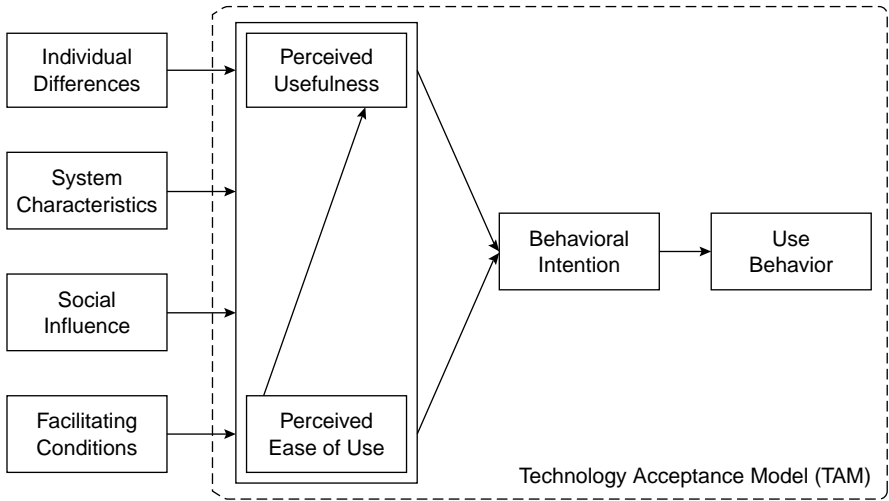 Individual
Differences
System
Characteristics
Social
Influence
Facilitating
Conditions
Perceived
Usefulness
Perceived
Ease of Use
Behavioral
Intention
Use
Behavior
Technology Acceptance Model (TAM)